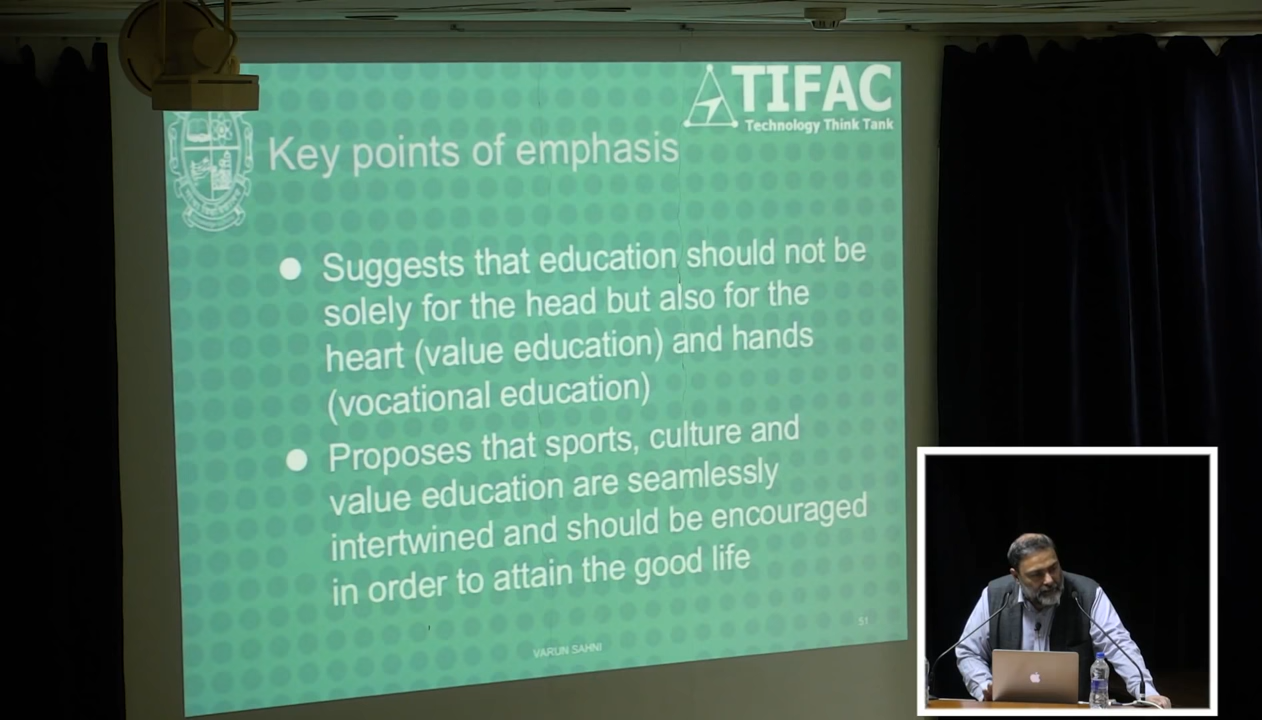 TIFAC
Technology Think Tank
Key points of emphasis
Suggests that education should not be
solely for the head but also for the
heart (value education) and hands
(vocational education)
Proposes that sports, culture and
value education are seamlessly
intertwined and should be encouraged
in order to attain the good life
51
VARUN SAHNI